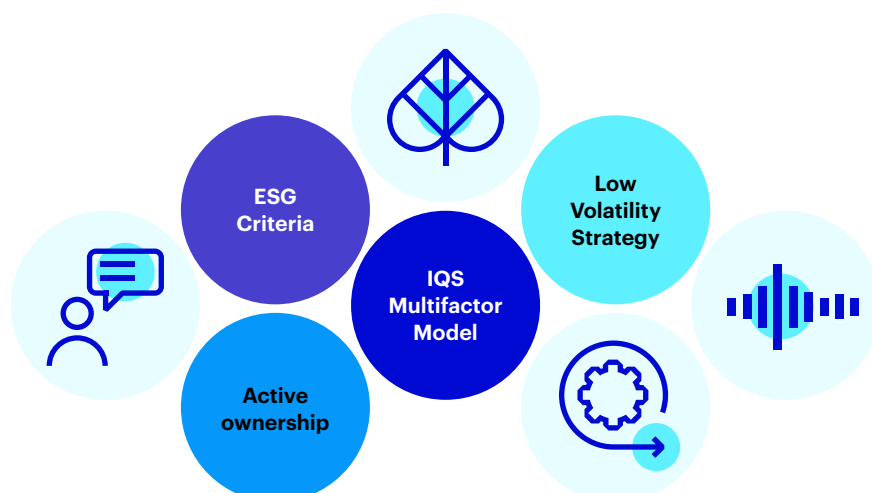 ESG
Criteria
Low
Volatility
Strategy
IQS
Multifactor
Model
Active
ownership